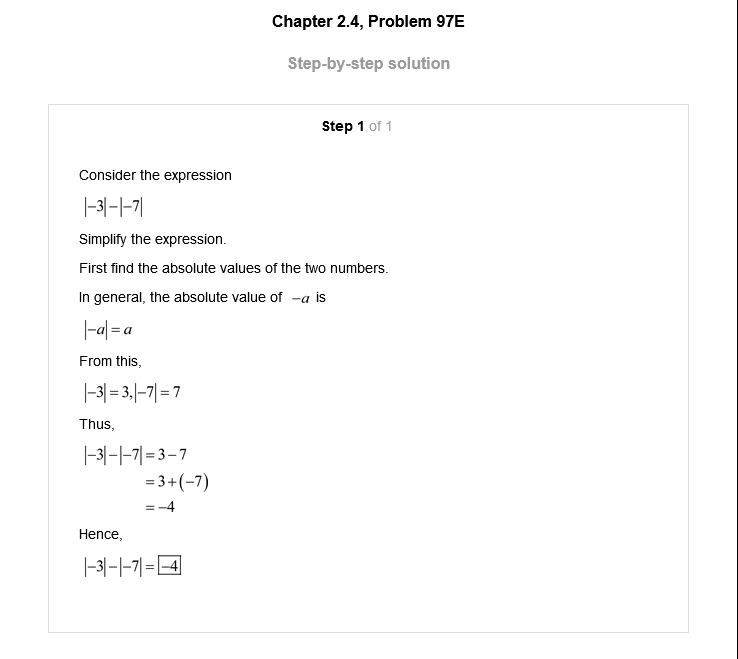 Chapter 2.4, Problem 97E
Step-by-step solution
Step 1 of 1
Consider the expression
|−3|−|−7|
Simplify the expression.
First find the absolute values of the two numbers.
In general, the absolute value of −a is
|−a| = a
From this,
|−3| = 3,|−7| = 7
Thus,
|−3|−|−7| = 3−7
= 3+(−7)
= −4
Hence,
|−3|−|−7| = −4